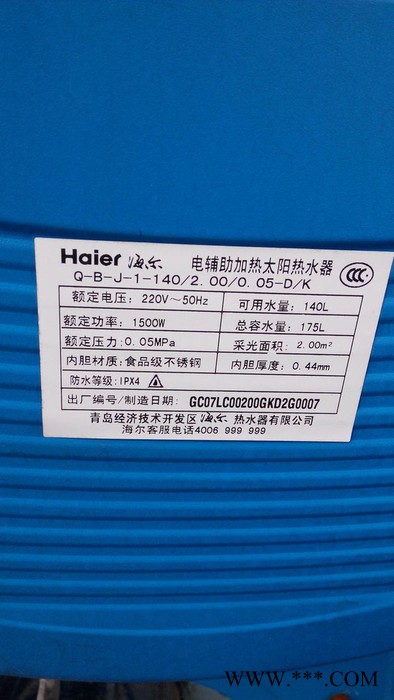 Haier 海尔 电辅助加热太阳热水器
Q-B-J-1-140/2.00/0.05-D/K
CCC
额定电压: 220V～50Hz 可用水量: 140L
额定功率: 1500W 总容水量: 175L
额定压力: 0.05MPa 采光面积: 2.00m²
内胆材质: 食品级不锈钢 内胆厚度: 0.44mm
防水等级: IPX4
出厂编号/制造日期: GC07LC00200GKD2G0007
青岛经济技术开发区海尔热水器有限公司
海尔客服电话4006 999 999
www.***.COM